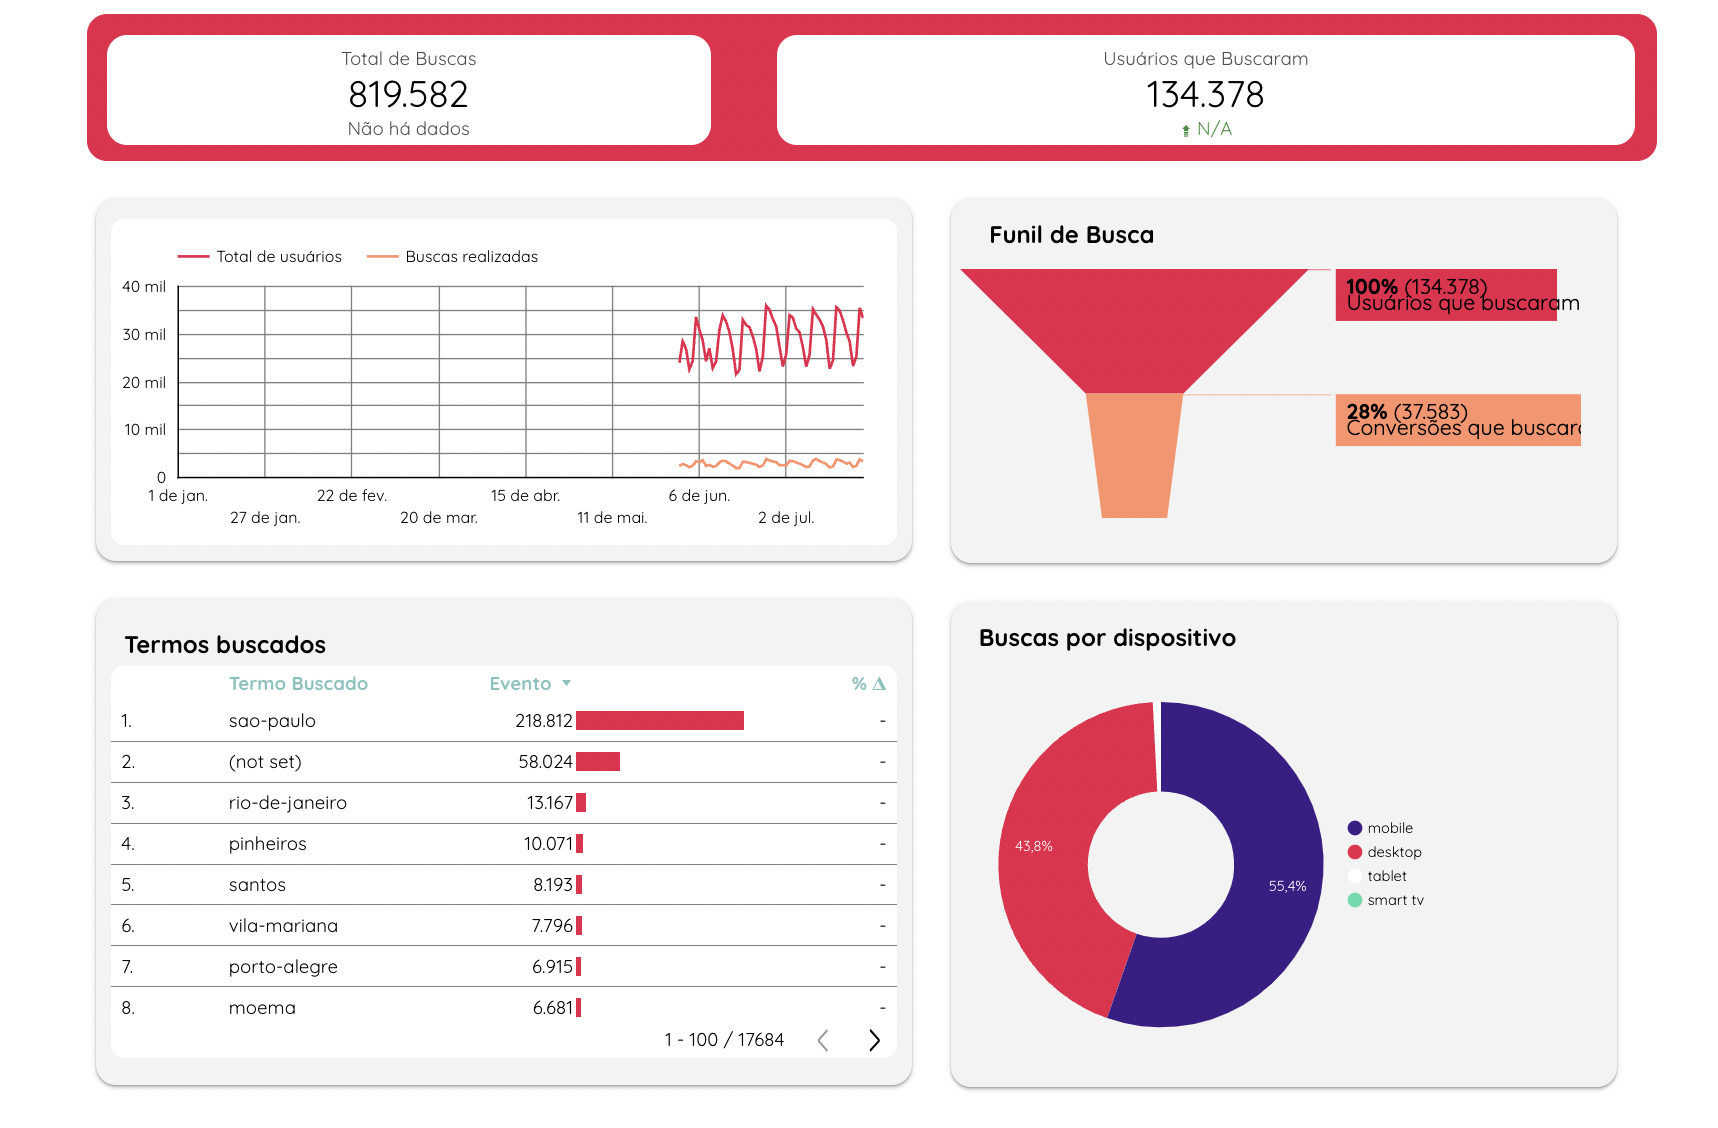 Total de Buscas
819.582
Não há dados
Usuários que Buscaram
134.378
N/A
Total de usuários
Buscas realizadas
40 mil
30 mil
20 mil
10 mil
0
1 de jan.
27 de jan.
22 de fev.
20 de mar.
15 de abr.
11 de mai.
6 de jun.
2 de jul.
Funil de Busca
100% (134.378)
Usuários que buscaram
28% (37.583)
Conversões que buscara
Termos buscados
Termo Buscado Evento % Δ
1. sao-paulo 218.812 -
2. (not set) 58.024 -
3. rio-de-janeiro 13.167 -
4. pinheiros 10.071 -
5. santos 8.193 -
6. vila-mariana 7.796 -
7. porto-alegre 6.915 -
8. moema 6.681 -
1 - 100 / 17684
Buscas por dispositivo
43,8%
55,4%
mobile
desktop
tablet
smart tv